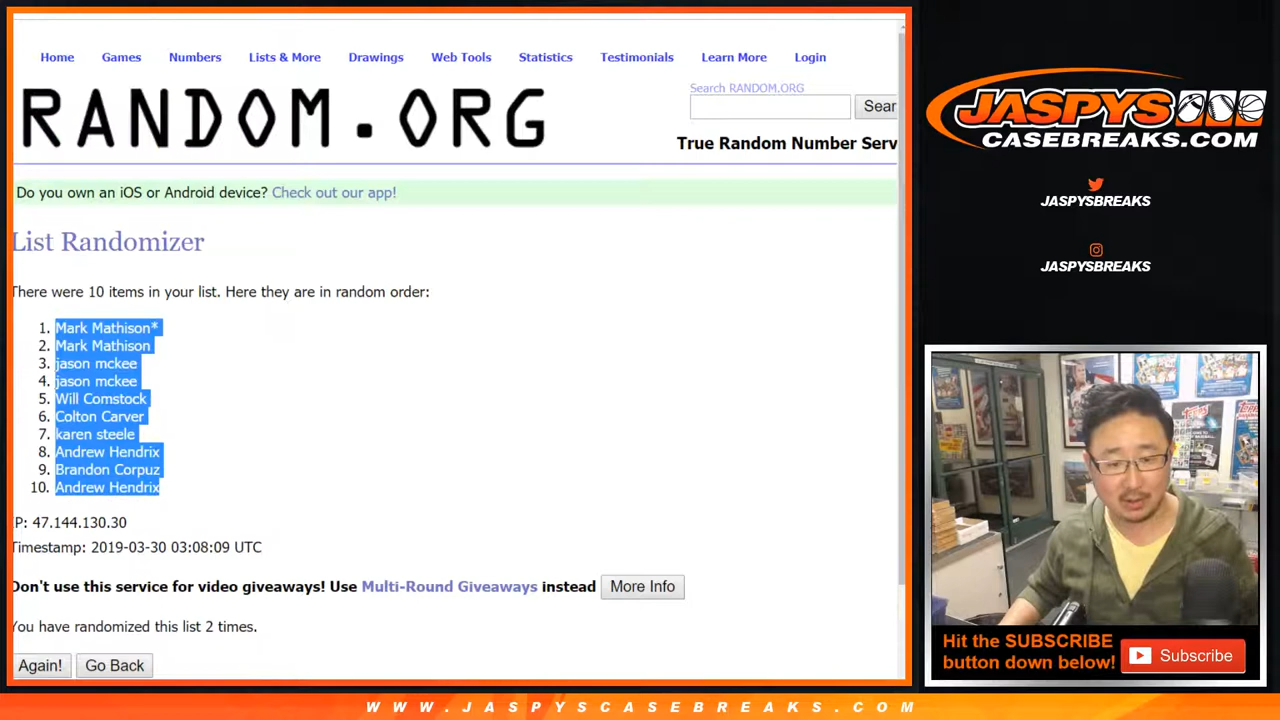 Home Games Numbers Lists & More Drawings Web Tools Statistics Testimonials Learn More Login
Search RANDOM.ORG
RANDOM.ORG
Sear
True Random Number Serv
Do you own an iOS or Android device? Check out our app!
List Randomizer
There were 10 items in your list. Here they are in random order:
1. Mark Mathison*
2. Mark Mathison
3. jason mckee
4. jason mckee
5. Will Comstock
6. Colton Carver
7. karen steele
8. Andrew Hendrix
9. Brandon Corpuz
10. Andrew Hendrix
IP: 47.144.130.30
Timestamp: 2019-03-30 03:08:09 UTC
Don't use this service for video giveaways! Use Multi-Round Giveaways instead More Info
You have randomized this list 2 times.
Again! Go Back
JASPYS
CASEBREAKS.COM
JASPYSBREAKS
JASPYSBREAKS
Hit the SUBSCRIBE
button down below!
Subscribe
WWW.JASPYSCASEBREAKS.COM